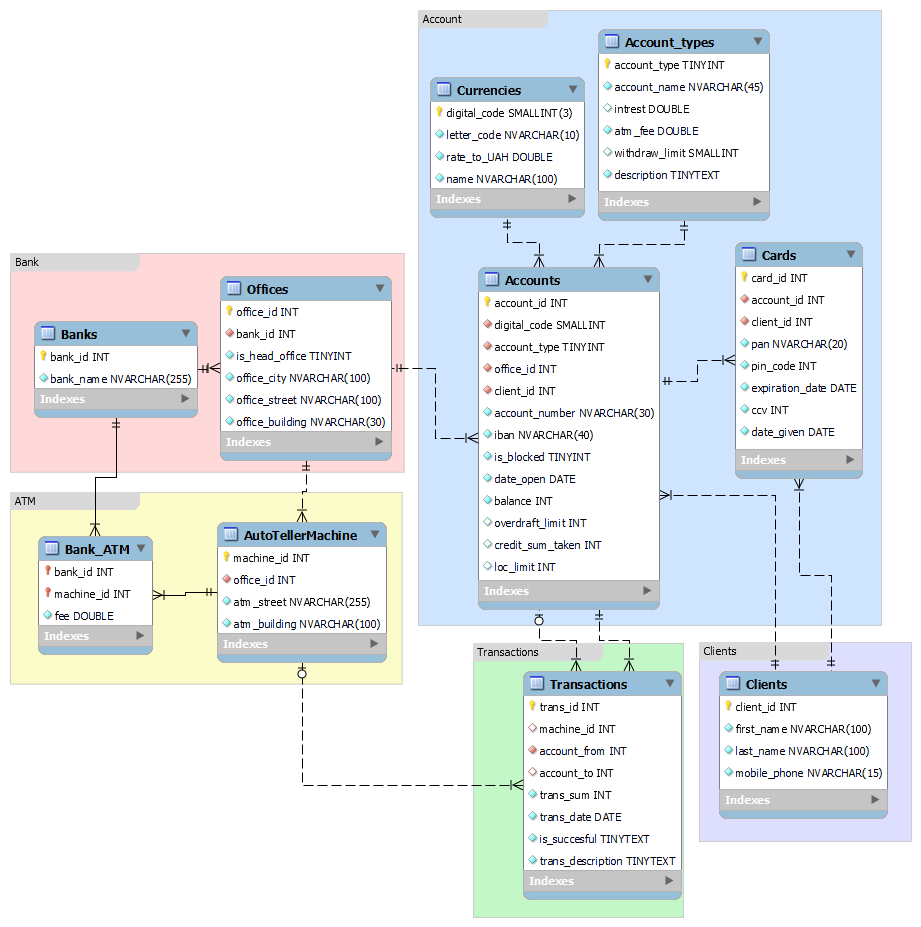 Account
Account_types
account_type TINYINT
account_name NVARCHAR(45)
intrest DOUBLE
atm_fee DOUBLE
withdraw_limit SMALLINT
description TINYTEXT
Indexes
Currencies
digital_code SMALLINT(3)
letter_code NVARCHAR(10)
rate_to_UAH DOUBLE
name NVARCHAR(100)
Indexes
Accounts
account_id INT
digital_code SMALLINT
account_type TINYINT
office_id INT
client_id INT
account_number NVARCHAR(30)
iban NVARCHAR(40)
is_blocked TINYINT
date_open DATE
balance INT
overdraft_limit INT
credit_sum_taken INT
loc_limit INT
Indexes
Cards
card_id INT
account_id INT
client_id INT
pan NVARCHAR(20)
pin_code INT
expiration_date DATE
ccv INT
date_given DATE
Indexes
Bank
Banks
bank_id INT
bank_name NVARCHAR(255)
Indexes
Offices
office_id INT
bank_id INT
is_head_office TINYINT
office_city NVARCHAR(100)
office_street NVARCHAR(100)
office_building NVARCHAR(30)
Indexes
ATM
Bank_ATM
bank_id INT
machine_id INT
fee DOUBLE
Indexes
AutoTellerMachine
machine_id INT
office_id INT
atm_street NVARCHAR(255)
atm_building NVARCHAR(100)
Indexes
Transactions
Transactions
trans_id INT
machine_id INT
account_from INT
account_to INT
trans_sum INT
trans_date DATE
is_succesful TINYTEXT
trans_description TINYTEXT
Indexes
Clients
Clients
client_id INT
first_name NVARCHAR(100)
last_name NVARCHAR(100)
mobile_phone NVARCHAR(15)
Indexes